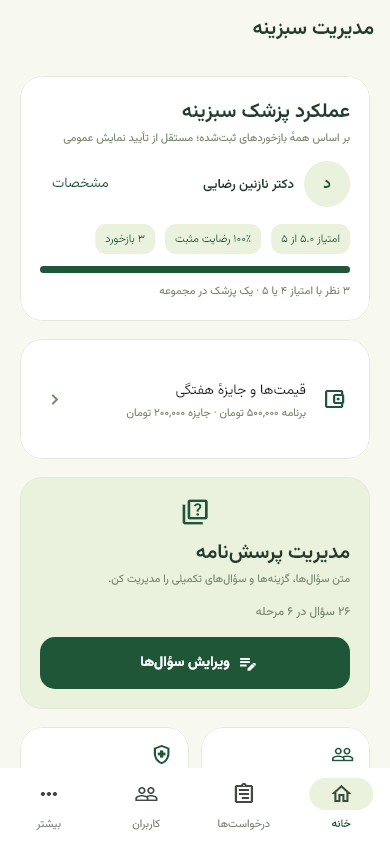 مدیریت سبزینه
عملکرد پزشک سبزینه
بر اساس همهٔ بازخوردهای ثبت‌شده؛ مستقل از تأیید نمایش عمومی
د
دکتر نازنین رضایی
مشخصات
امتیاز ۵.۰ از ۵
۱۰۰٪ رضایت مثبت
۳ بازخورد
۳ نظر با امتیاز ۴ یا ۵ · یک پزشک در مجموعه
قیمت‌ها و جایزهٔ هفتگی
برنامه ۵۰۰,۰۰۰ تومان · جایزه ۲۰۰,۰۰۰ تومان
مدیریت پرسش‌نامه
متن سؤال‌ها، گزینه‌ها و سؤال‌های تکمیلی را مدیریت کن.
۲۶ سؤال در ۶ مرحله
ویرایش سؤال‌ها
خانه
درخواست‌ها
کاربران
بیشتر